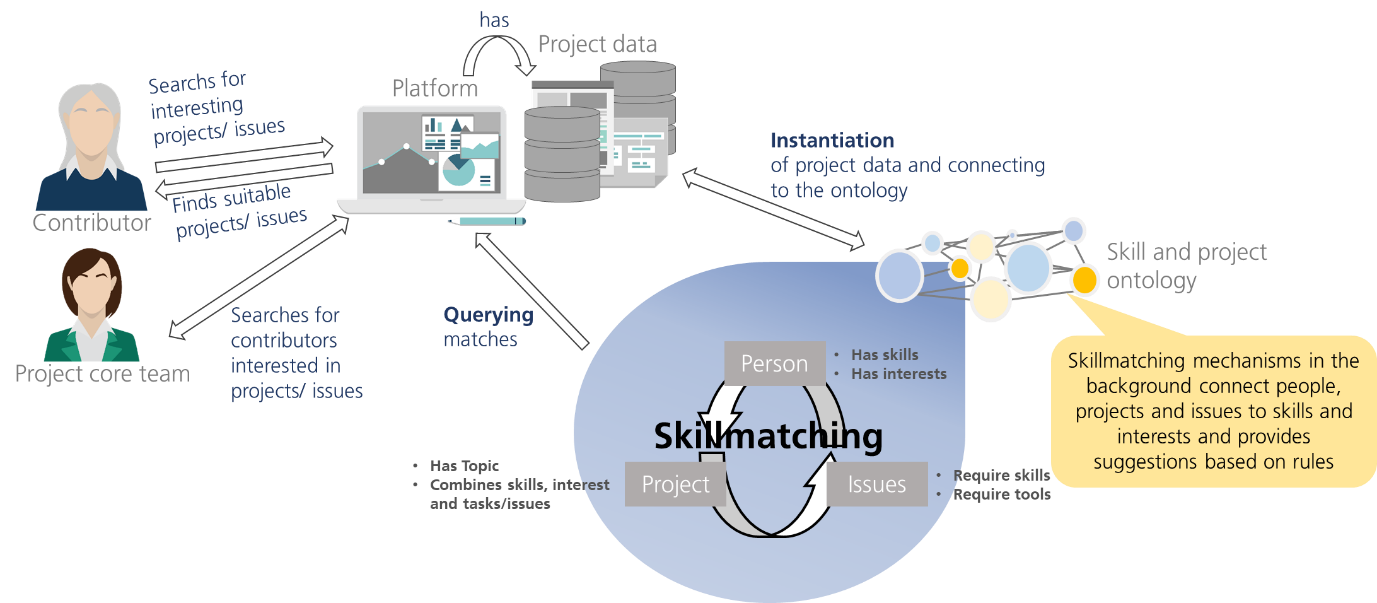 has
Project data
Platform
Searchs for
interesting
projects/ issues
Finds suitable
projects/ issues
Contributor
Instantiation
of project data and connecting
to the ontology
Skill and project
ontology
Project core team
Searches for
contributors
interested in
projects/ issues
Querying
matches
Person
• Has skills
• Has interests
Skillmatching
• Has Topic
• Combines skills, interest
and tasks/issues
Project
Issues
• Require skills
• Require tools
Skillmatching mechanisms in the
background connect people,
projects and issues to skills and
interests and provides
suggestions based on rules